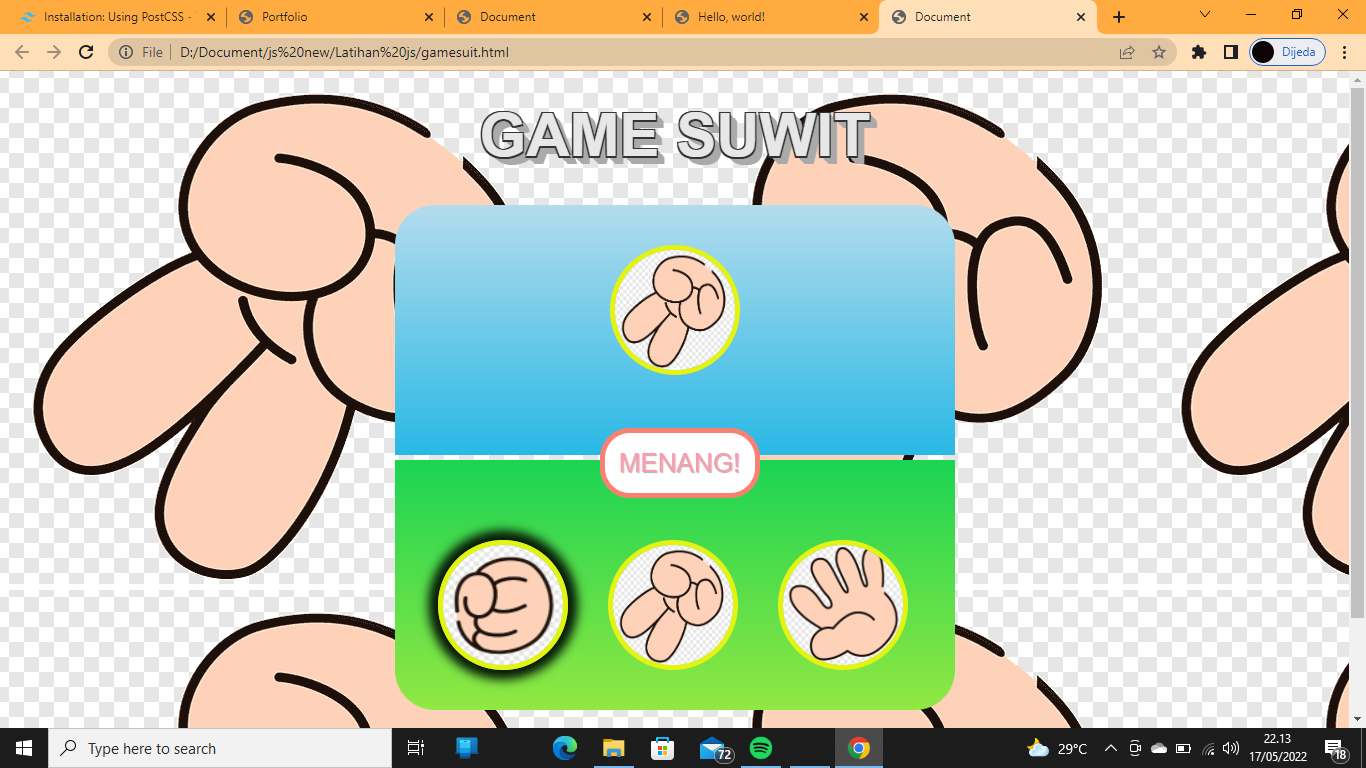 Installation: Using PostCSS -
Portfolio
Document
Hello, world!
Document
File
D:/Document/js%20new/Latihan%20js/gamesuit.html
Dijeda
GAME SUWIT
MENANG!
Type here to search
72
29°C
22.13
17/05/2022
18